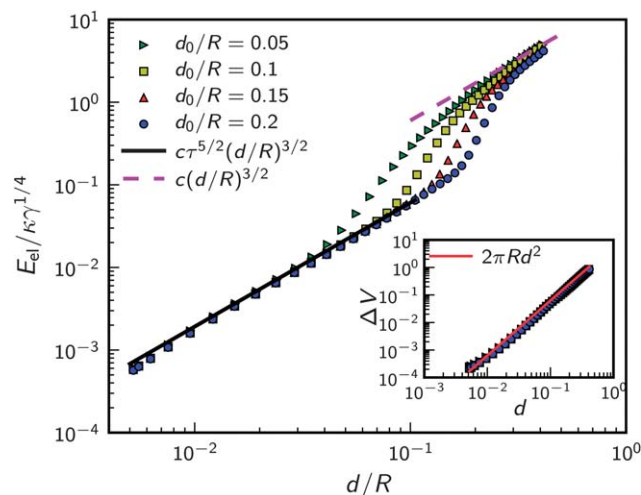 10^1
10^0
10^{-1}
10^{-2}
10^{-3}
10^{-4}
E_{el}/κγ^{1/4}
d_0/R = 0.05
d_0/R = 0.1
d_0/R = 0.15
d_0/R = 0.2
cτ^{5/2}(d/R)^{3/2}
c(d/R)^{3/2}
10^1
10^0
10^{-1}
10^{-2}
10^{-3}
10^{-4}
ΔV
2πRd^2
10^{-3}
10^{-2}
10^{-1}
10^0
d
10^{-2}
10^{-1}
10^0
d/R